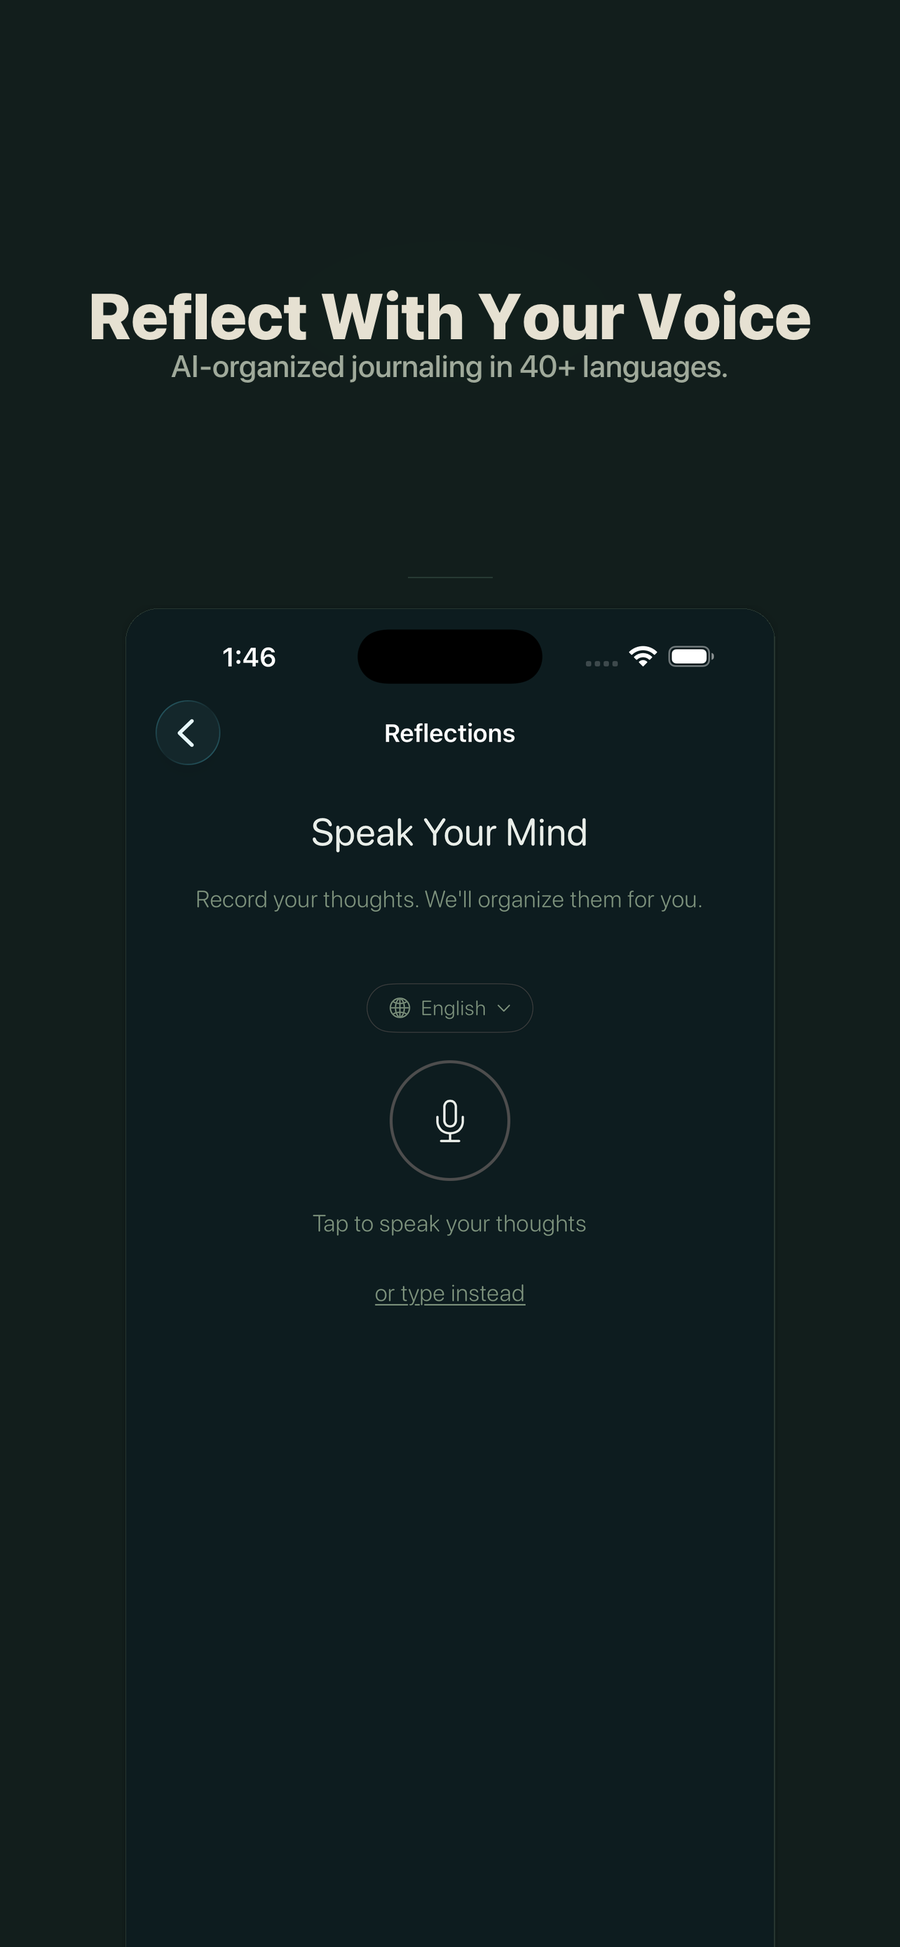 Reflect With Your Voice
AI-organized journaling in 40+ languages.
1:46
Reflections
Speak Your Mind
Record your thoughts. We'll organize them for you.
English
Tap to speak your thoughts
or type instead